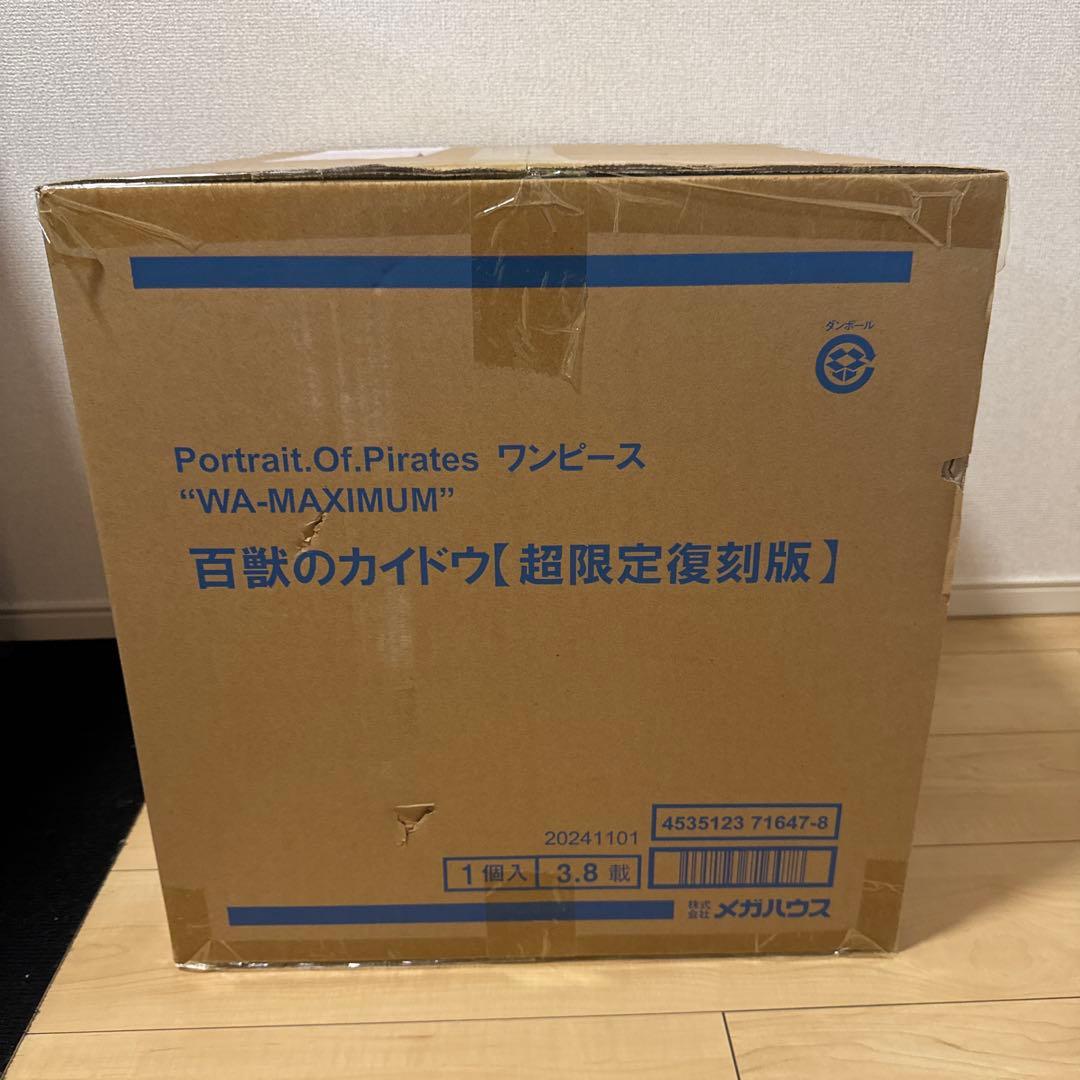 ダンボール
Portrait.Of.Pirates ワンピース
“WA-MAXIMUM”
百獣のカイドウ【超限定復刻版】
4535123 71647-8
20241101
1個入 3.8 載
株式会社 メガハウス